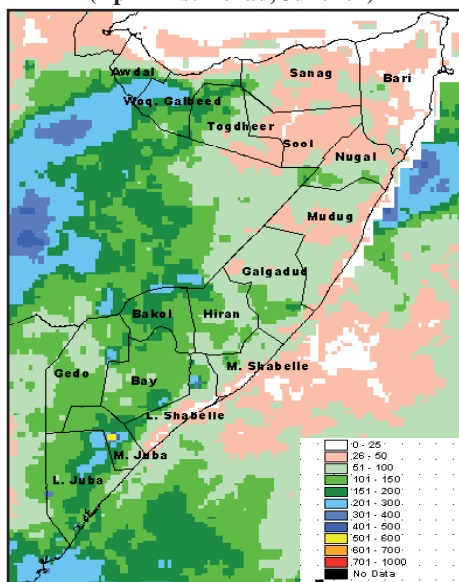 Awdal
Woq. Galbeed
Sanag
Bari
Togdheer
Sool
Nugal
Mudug
Galgadud
Bakol
Hiran
Gedo
Bay
M. Shabelle
L. Shabelle
M. Juba
L. Juba
0 - 25
26 - 50
51 - 100
101 - 150
151 - 200
201 - 300
301 - 400
401 - 500
501 - 600
601 - 700
701 - 1000
No Data